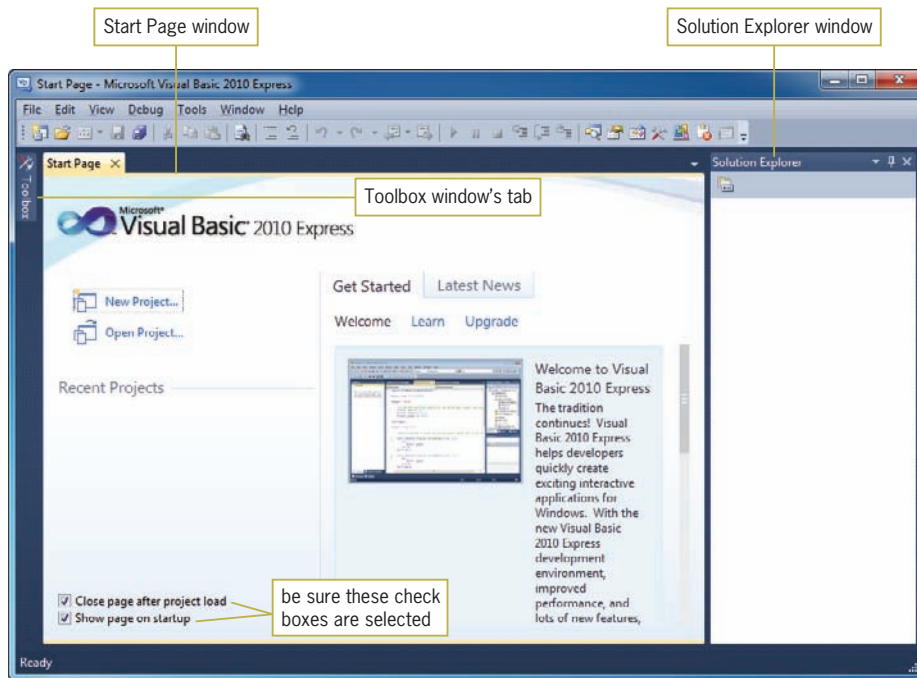 Start Page window
Solution Explorer window
Start Page - Microsoft Visual Basic 2010 Express
File Edit View Debug Tools Window Help
Toolbox
Start Page
Solution Explorer
Toolbox window's tab
Microsoft®
Visual Basic® 2010 Express
New Project...
Open Project...
Recent Projects
Get Started
Latest News
Welcome Learn Upgrade
Welcome to Visual
Basic 2010 Express
The tradition
continues! Visual
Basic 2010 Express
helps developers
quickly create
exciting interactive
applications for
Windows. With the
new Visual Basic
2010 Express
development
environment,
improved
performance, and
lots of new features,
Close page after project load
Show page on startup
be sure these check
boxes are selected
Ready